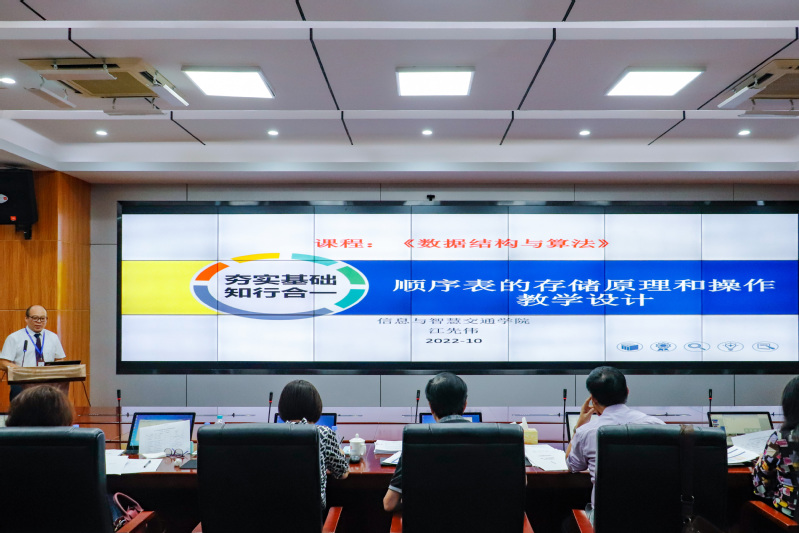 课程：《数据结构与算法》
夯实基础
知行合一
顺序表的存储原理和操作
教学设计
信息与智慧交通学院
江先伟
2022-10